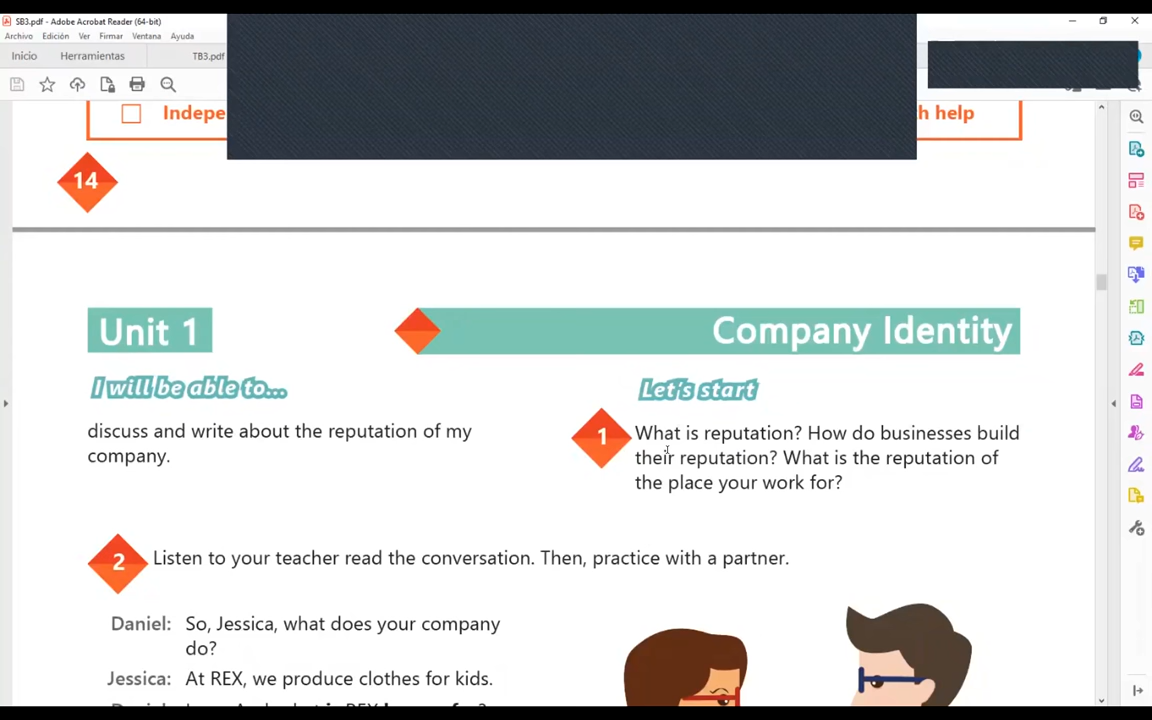 SB3.pdf - Adobe Acrobat Reader (64-bit)
Archivo Edición Ver Firmar Ventana Ayuda
Inicio Herramientas TB3.pdf
help
14
Unit 1
Company Identity
I will be able to...
Let's start
discuss and write about the reputation of my
company.
1
What is reputation? How do businesses build
their reputation? What is the reputation of
the place your work for?
2
Listen to your teacher read the conversation. Then, practice with a partner.
Daniel: So, Jessica, what does your company
do?
Jessica: At REX, we produce clothes for kids.